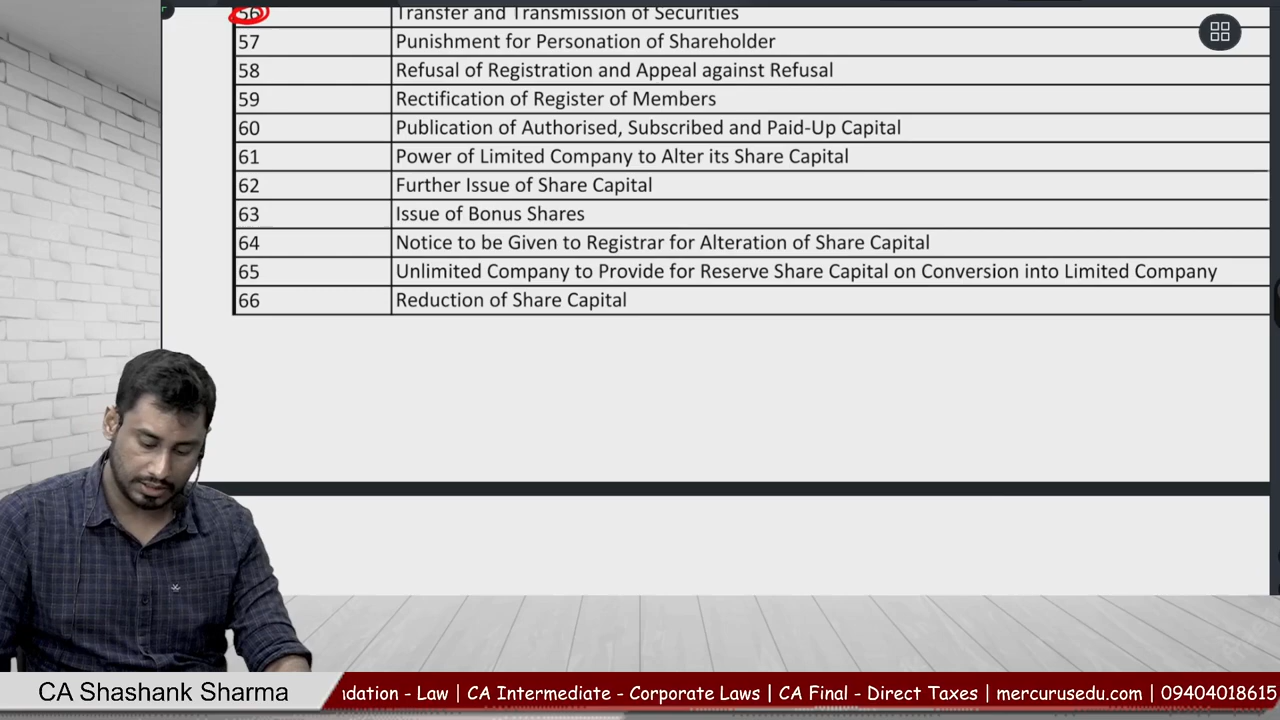 56 Transfer and Transmission of Securities
57 Punishment for Personation of Shareholder
58 Refusal of Registration and Appeal against Refusal
59 Rectification of Register of Members
60 Publication of Authorised, Subscribed and Paid-Up Capital
61 Power of Limited Company to Alter its Share Capital
62 Further Issue of Share Capital
63 Issue of Bonus Shares
64 Notice to be Given to Registrar for Alteration of Share Capital
65 Unlimited Company to Provide for Reserve Share Capital on Conversion into Limited Company
66 Reduction of Share Capital
CA Shashank Sharma
ndation - Law | CA Intermediate - Corporate Laws | CA Final - Direct Taxes | mercurusedu.com | 09404018615